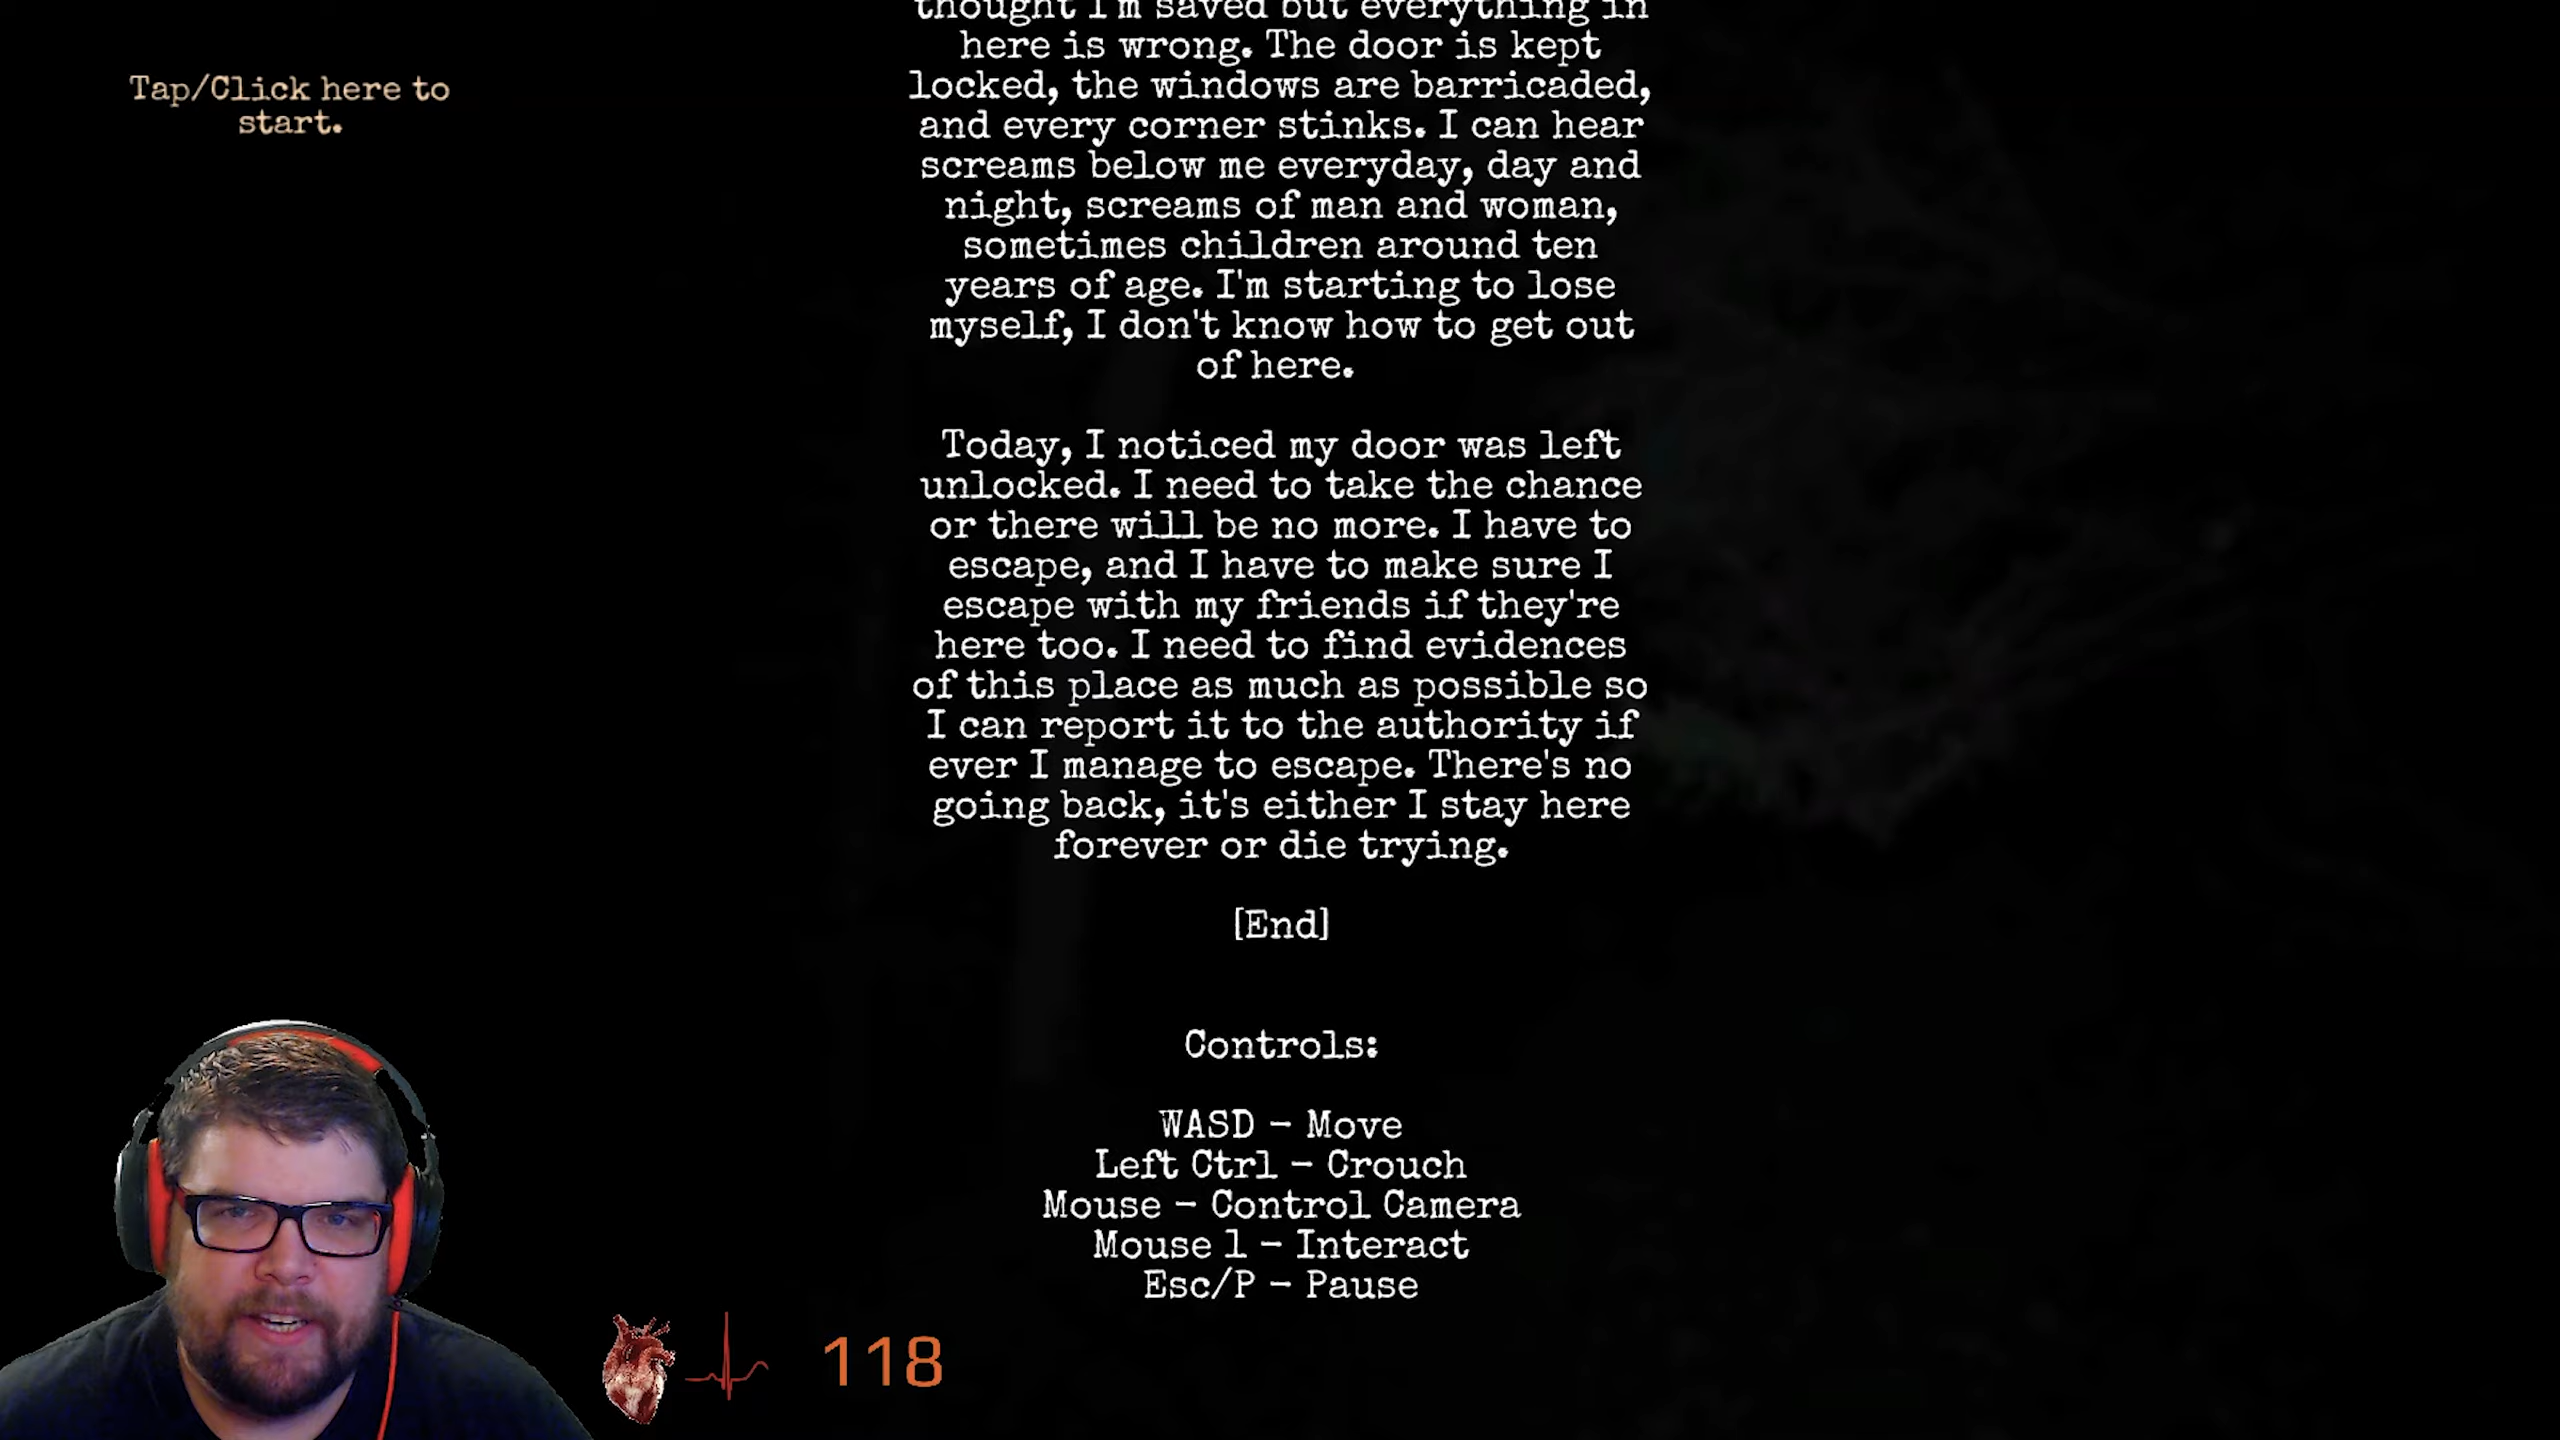 Tap/Click here to
start.
thought I'm saved but everything in
here is wrong. The door is kept
locked, the windows are barricaded,
and every corner stinks. I can hear
screams below me everyday, day and
night, screams of man and woman,
sometimes children around ten
years of age. I'm starting to lose
myself, I don't know how to get out
of here.
Today, I noticed my door was left
unlocked. I need to take the chance
or there will be no more. I have to
escape, and I have to make sure I
escape with my friends if they're
here too. I need to find evidences
of this place as much as possible so
I can report it to the authority if
ever I manage to escape. There's no
going back, it's either I stay here
forever or die trying.
[End]
Controls:
WASD - Move
Left Ctrl - Crouch
Mouse - Control Camera
Mouse 1 - Interact
Esc/P - Pause
118